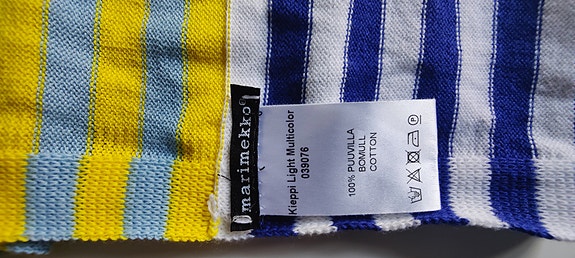 marimekko®
Kieppi Light Multicolor
039076
100% PUUVILLA
BOMULL
COTTON